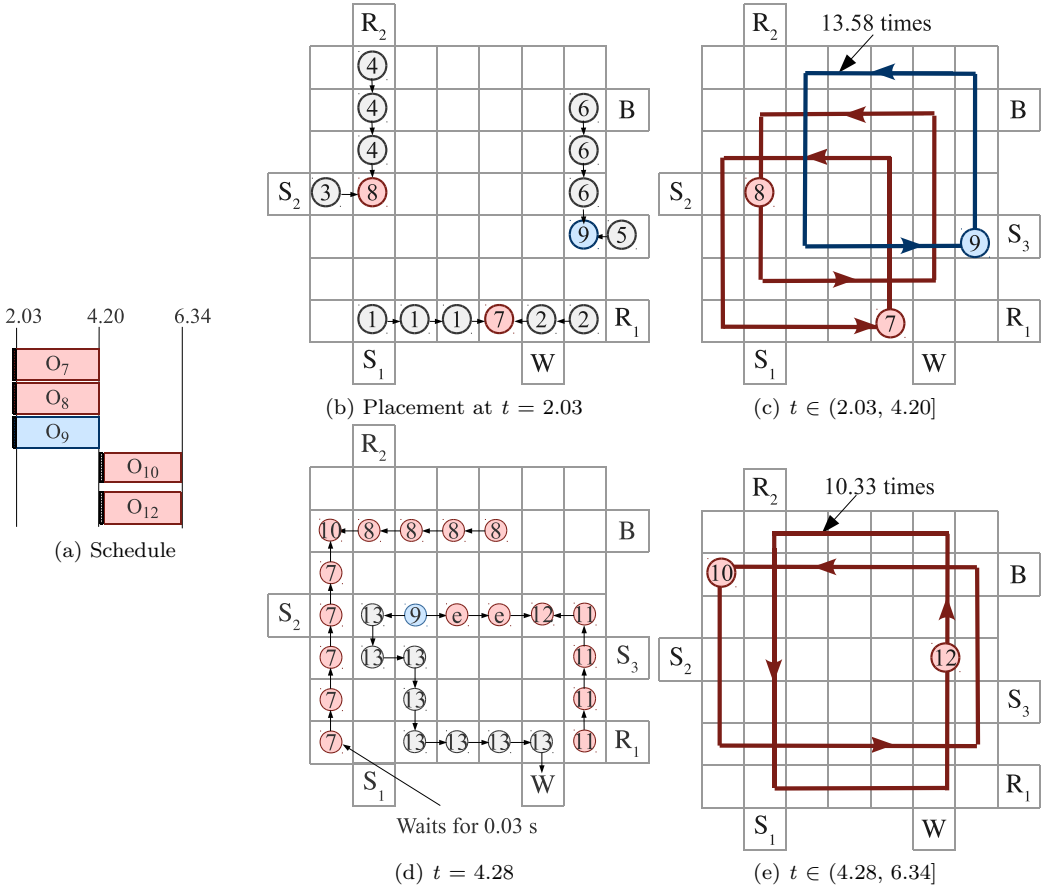 2.03 4.20 6.34
O7
O8
O9
O10
O12
(a) Schedule
R2
4
4 6 B
4 6
S2 3 8 6
9 5
1 1 1 7 2 2 R1
S1 W
(b) Placement at t = 2.03
R2 13.58 times
B
S2 8
9 S3
7 R1
S1 W
(c) t ∈ (2.03, 4.20]
R2
10 8 8 8 8 B
7
S2 7 13 9 e e 12 11
7 13 13 11 S3
7 13 11
7 13 13 13 13 11 R1
S1 W
Waits for 0.03 s
(d) t = 4.28
R2 10.33 times
10 B
S2 12
S3
R1
S1 W
(e) t ∈ (4.28, 6.34]